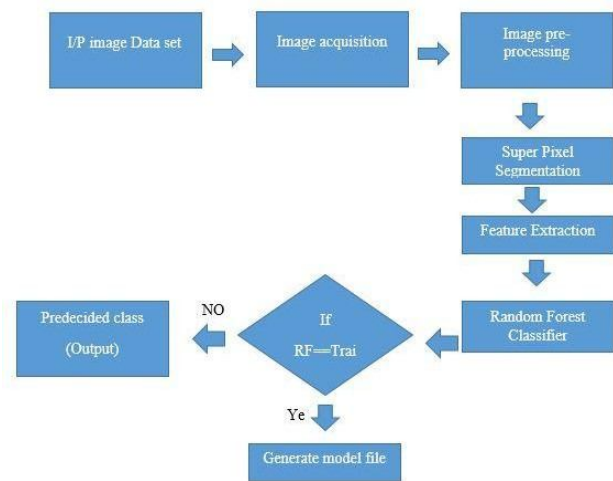 I/P image Data set
Image acquisition
Image pre-
processing
Super Pixel
Segmentation
Feature Extraction
Random Forest
Classifier
If
RF==Trai
NO
Predecided class
(Output)
Ye
Generate model file